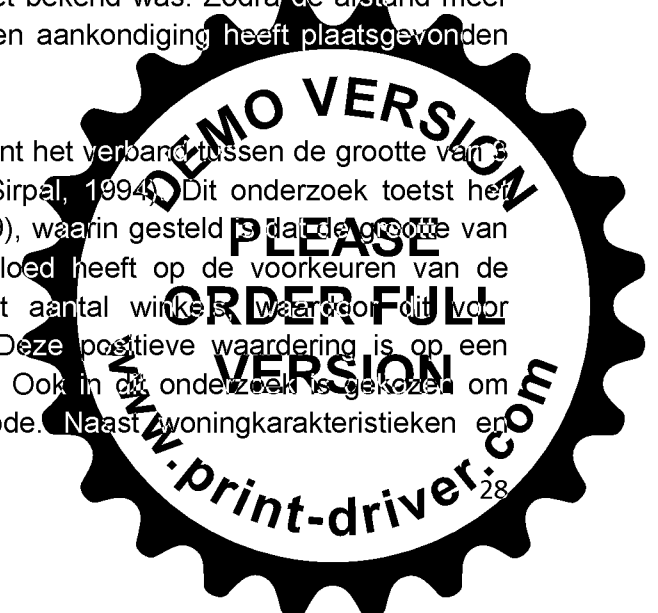 et bekend was. Zodra de afstand meer
en aankondiging heeft plaatsgevonden
nt het verband tussen de grootte van 3
Sirpal, 1994). Dit onderzoek toetst het
9), waarin gesteld is dat de grootte van
loed heeft op de voorkeuren van de
t aantal winkels, waardoor dit voor
Deze positieve waardering is op een
Ook in dit onderzoek is gekozen om
ode. Naast woningkarakteristieken en
28
DEMO VERSION
PLEASE
ORDER FULL
VERSION
www.print-driver.com